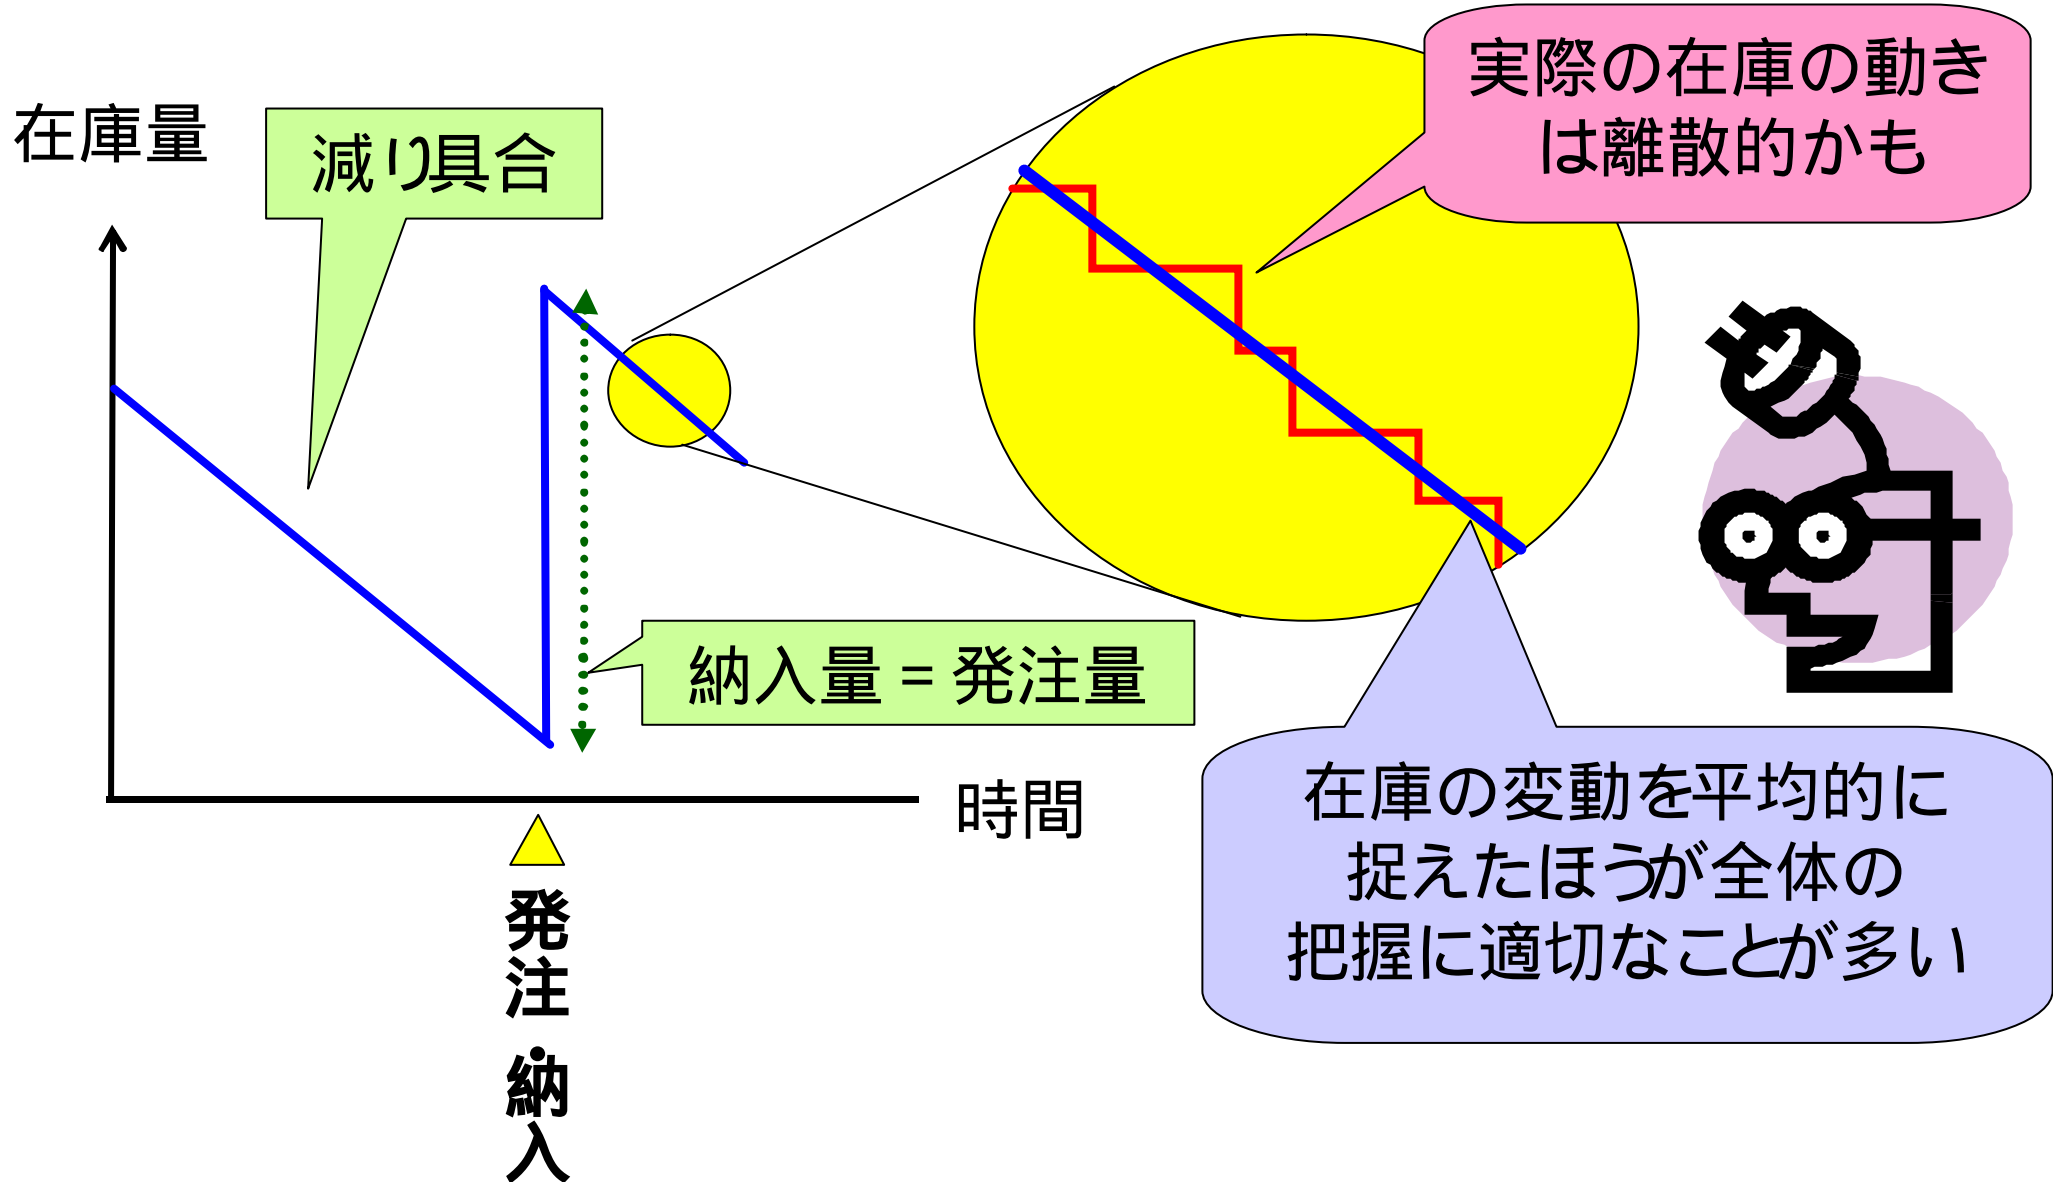 在庫量
減り具合
実際の在庫の動き
は離散的かも
納入量 = 発注量
時間
在庫の変動を平均的に
捉えたほうが全体の
把握に適切なことが多い
発注・納入